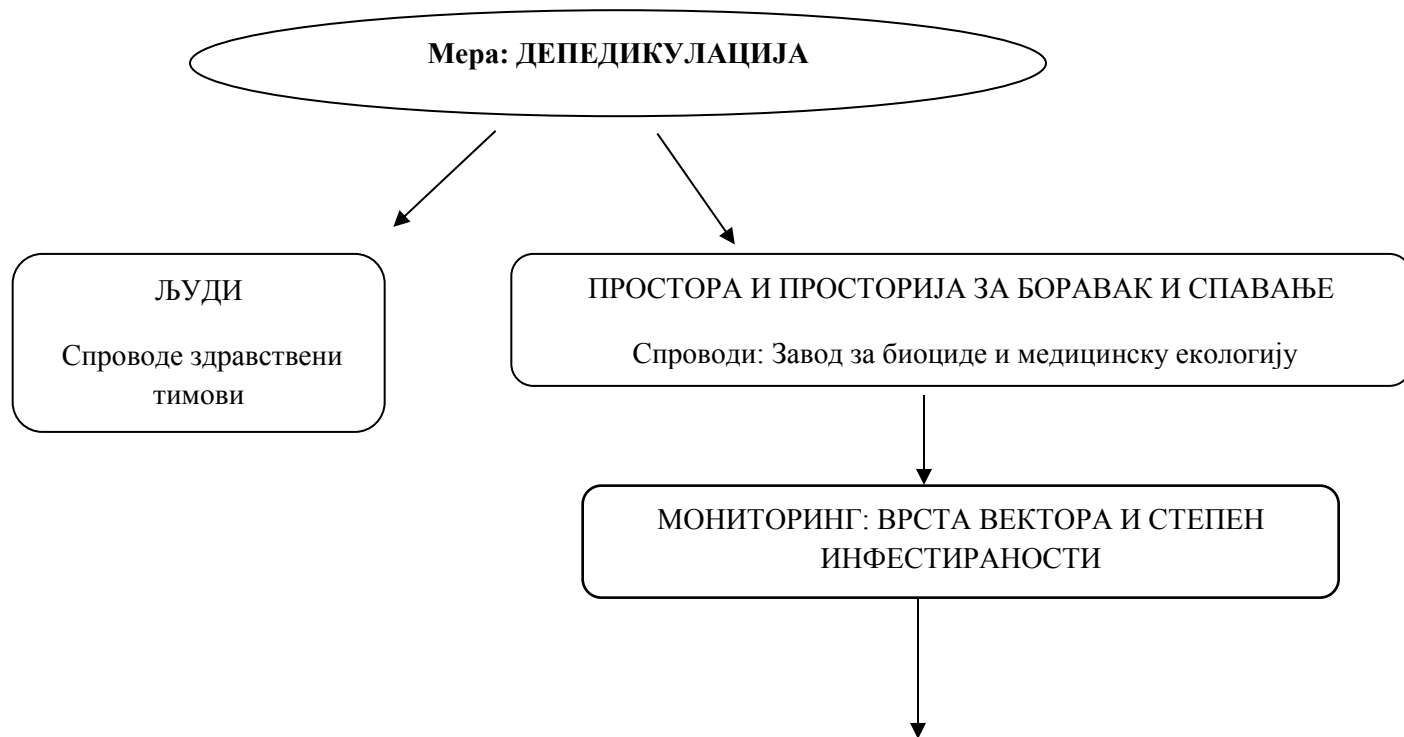 Мера: ДЕПЕДИКУЛАЦИЈА
ЉУДИ
Спроводе здравствени
тимови
ПРОСТОРА И ПРОСТОРИЈА ЗА БОРАВАК И СПАВАЊЕ
Спроводи: Завод за биоциде и медицинску екологију
МОНИТОРИНГ: ВРСТА ВЕКТОРА И СТЕПЕН
ИНФЕСТИРАНОСТИ